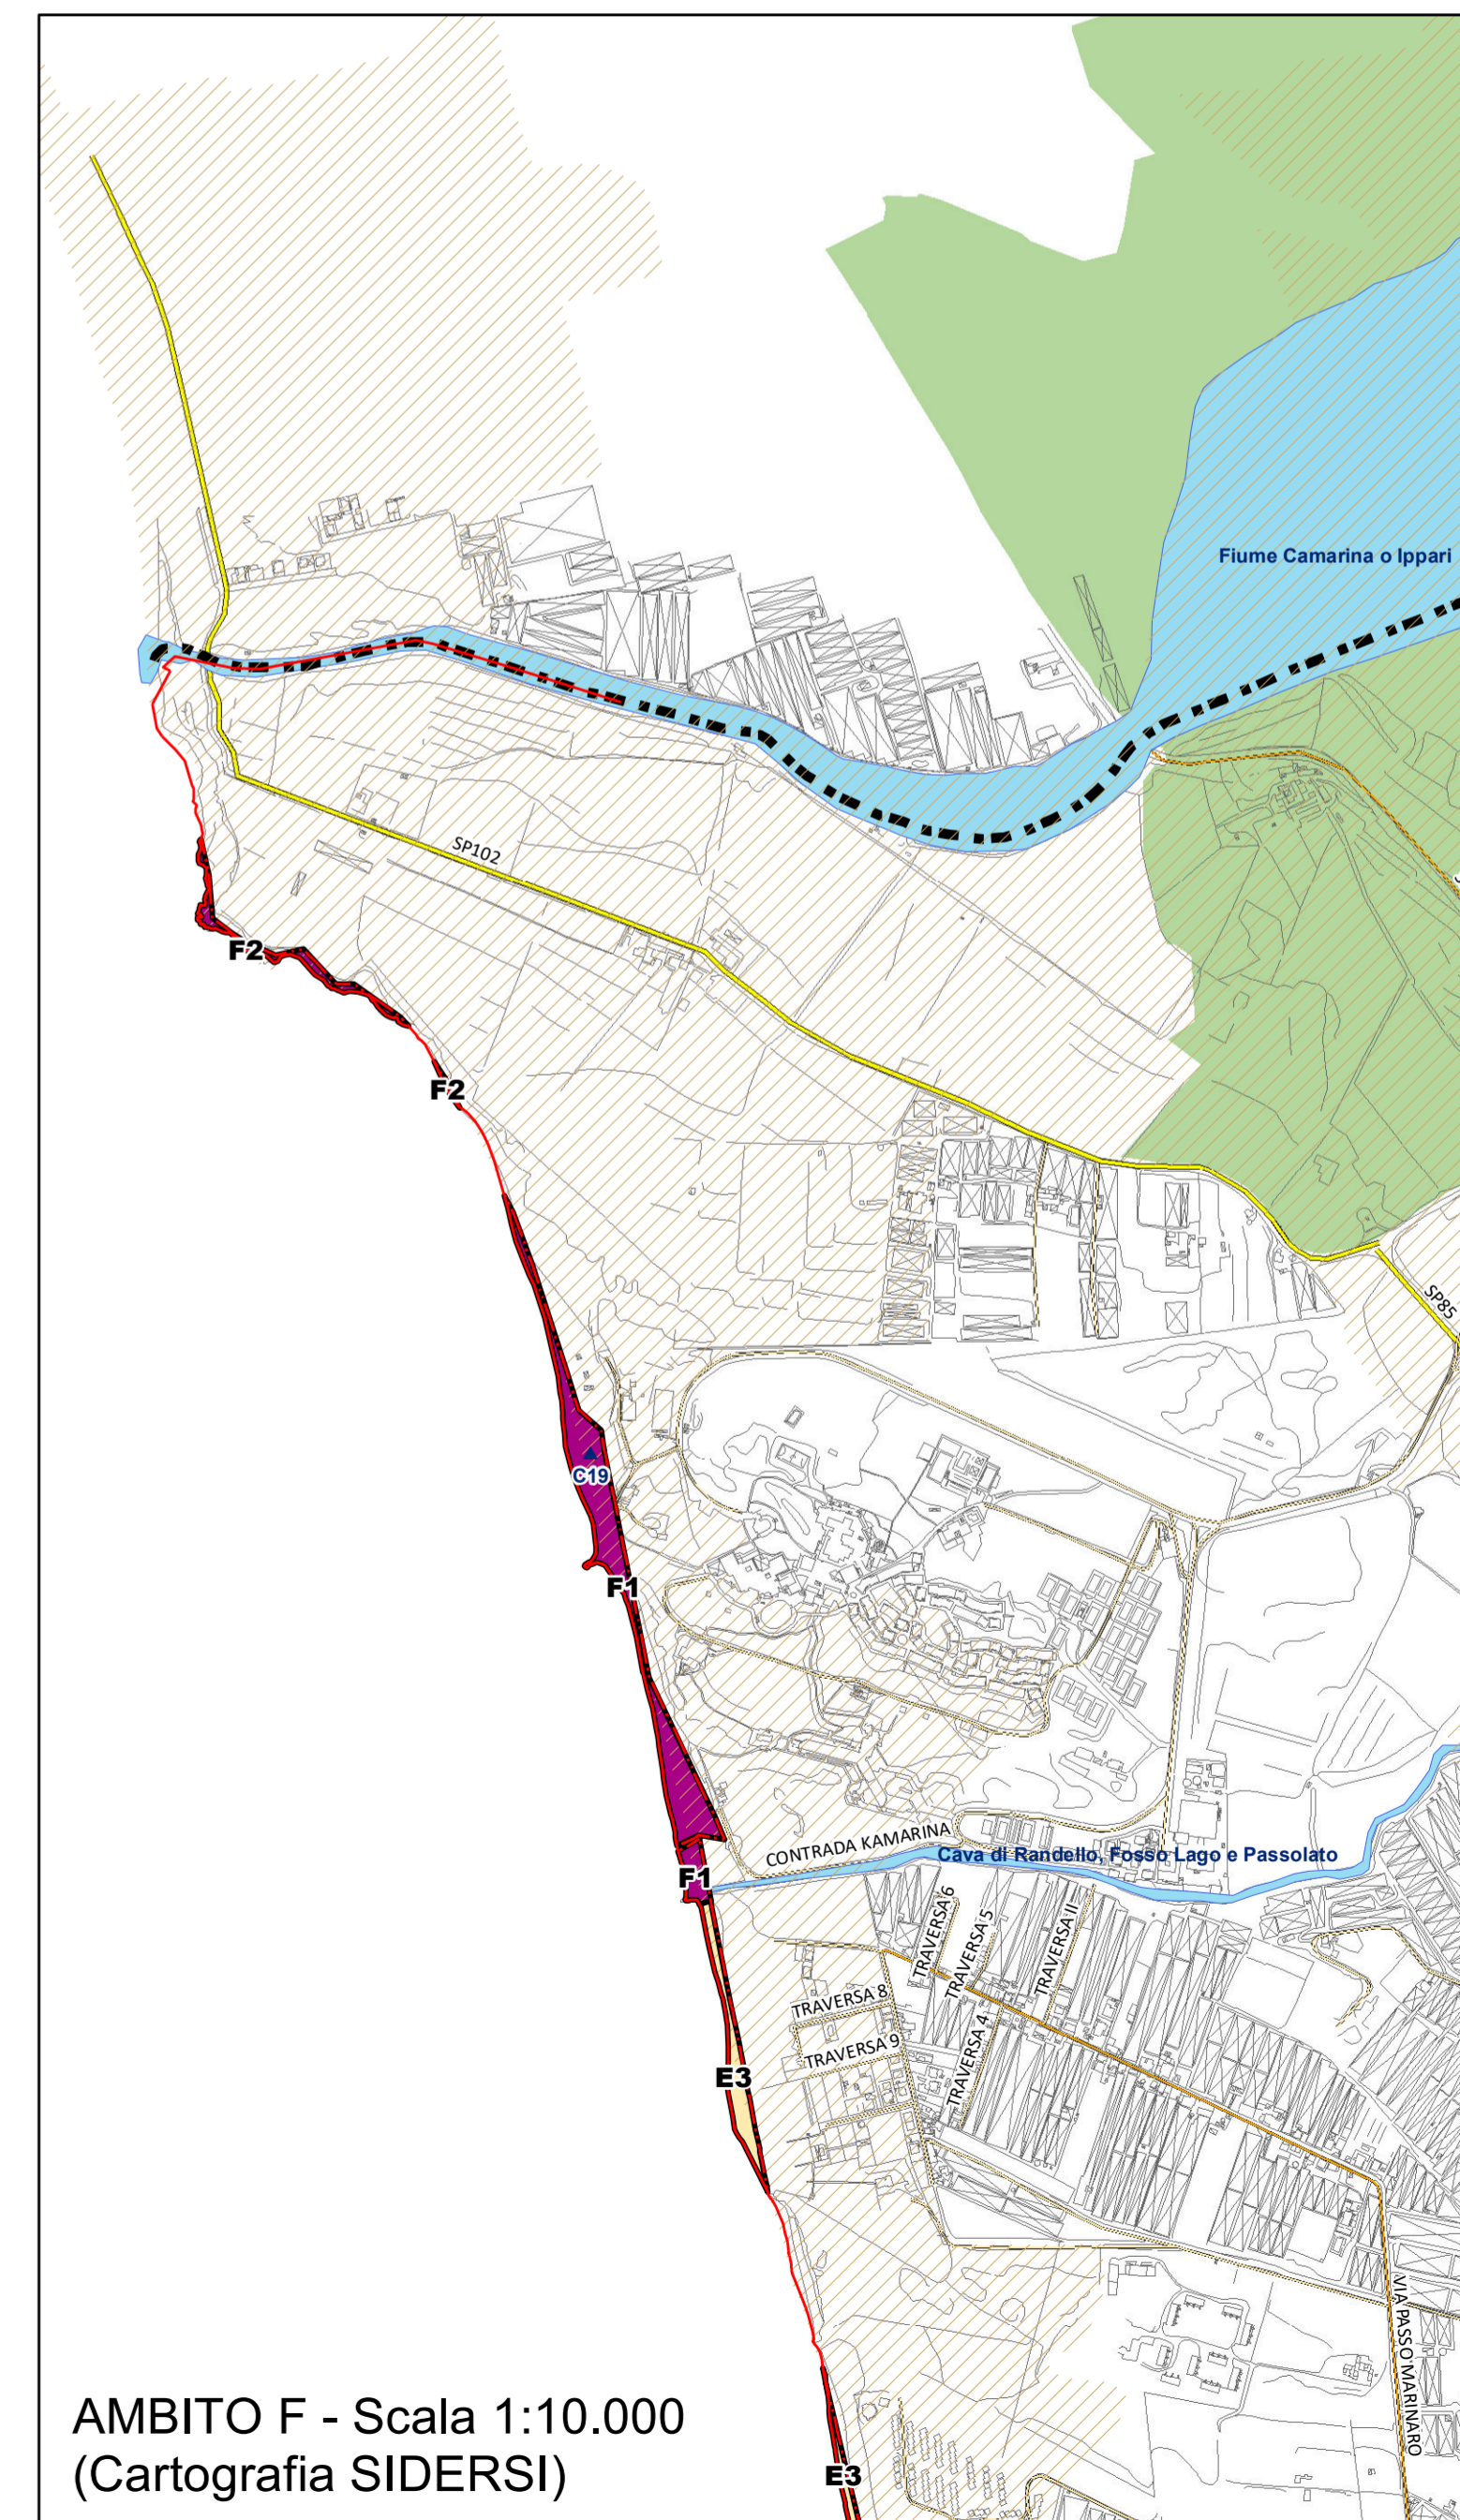 Fiume Camarina o Ippari
SP102
F2
F2
SP85
C19
F1
CONTRADA KAMARINA
Cava di Randello, Fosso Lago e Passolato
F1
TRAVERSA 6
TRAVERSA 5
TRAVERSA II
TRAVERSA 8
TRAVERSA 9
TRAVERSA 4
E3
VIA PASSO MARINARO
AMBITO F - Scala 1:10.000
(Cartografia SIDERSI)
E3